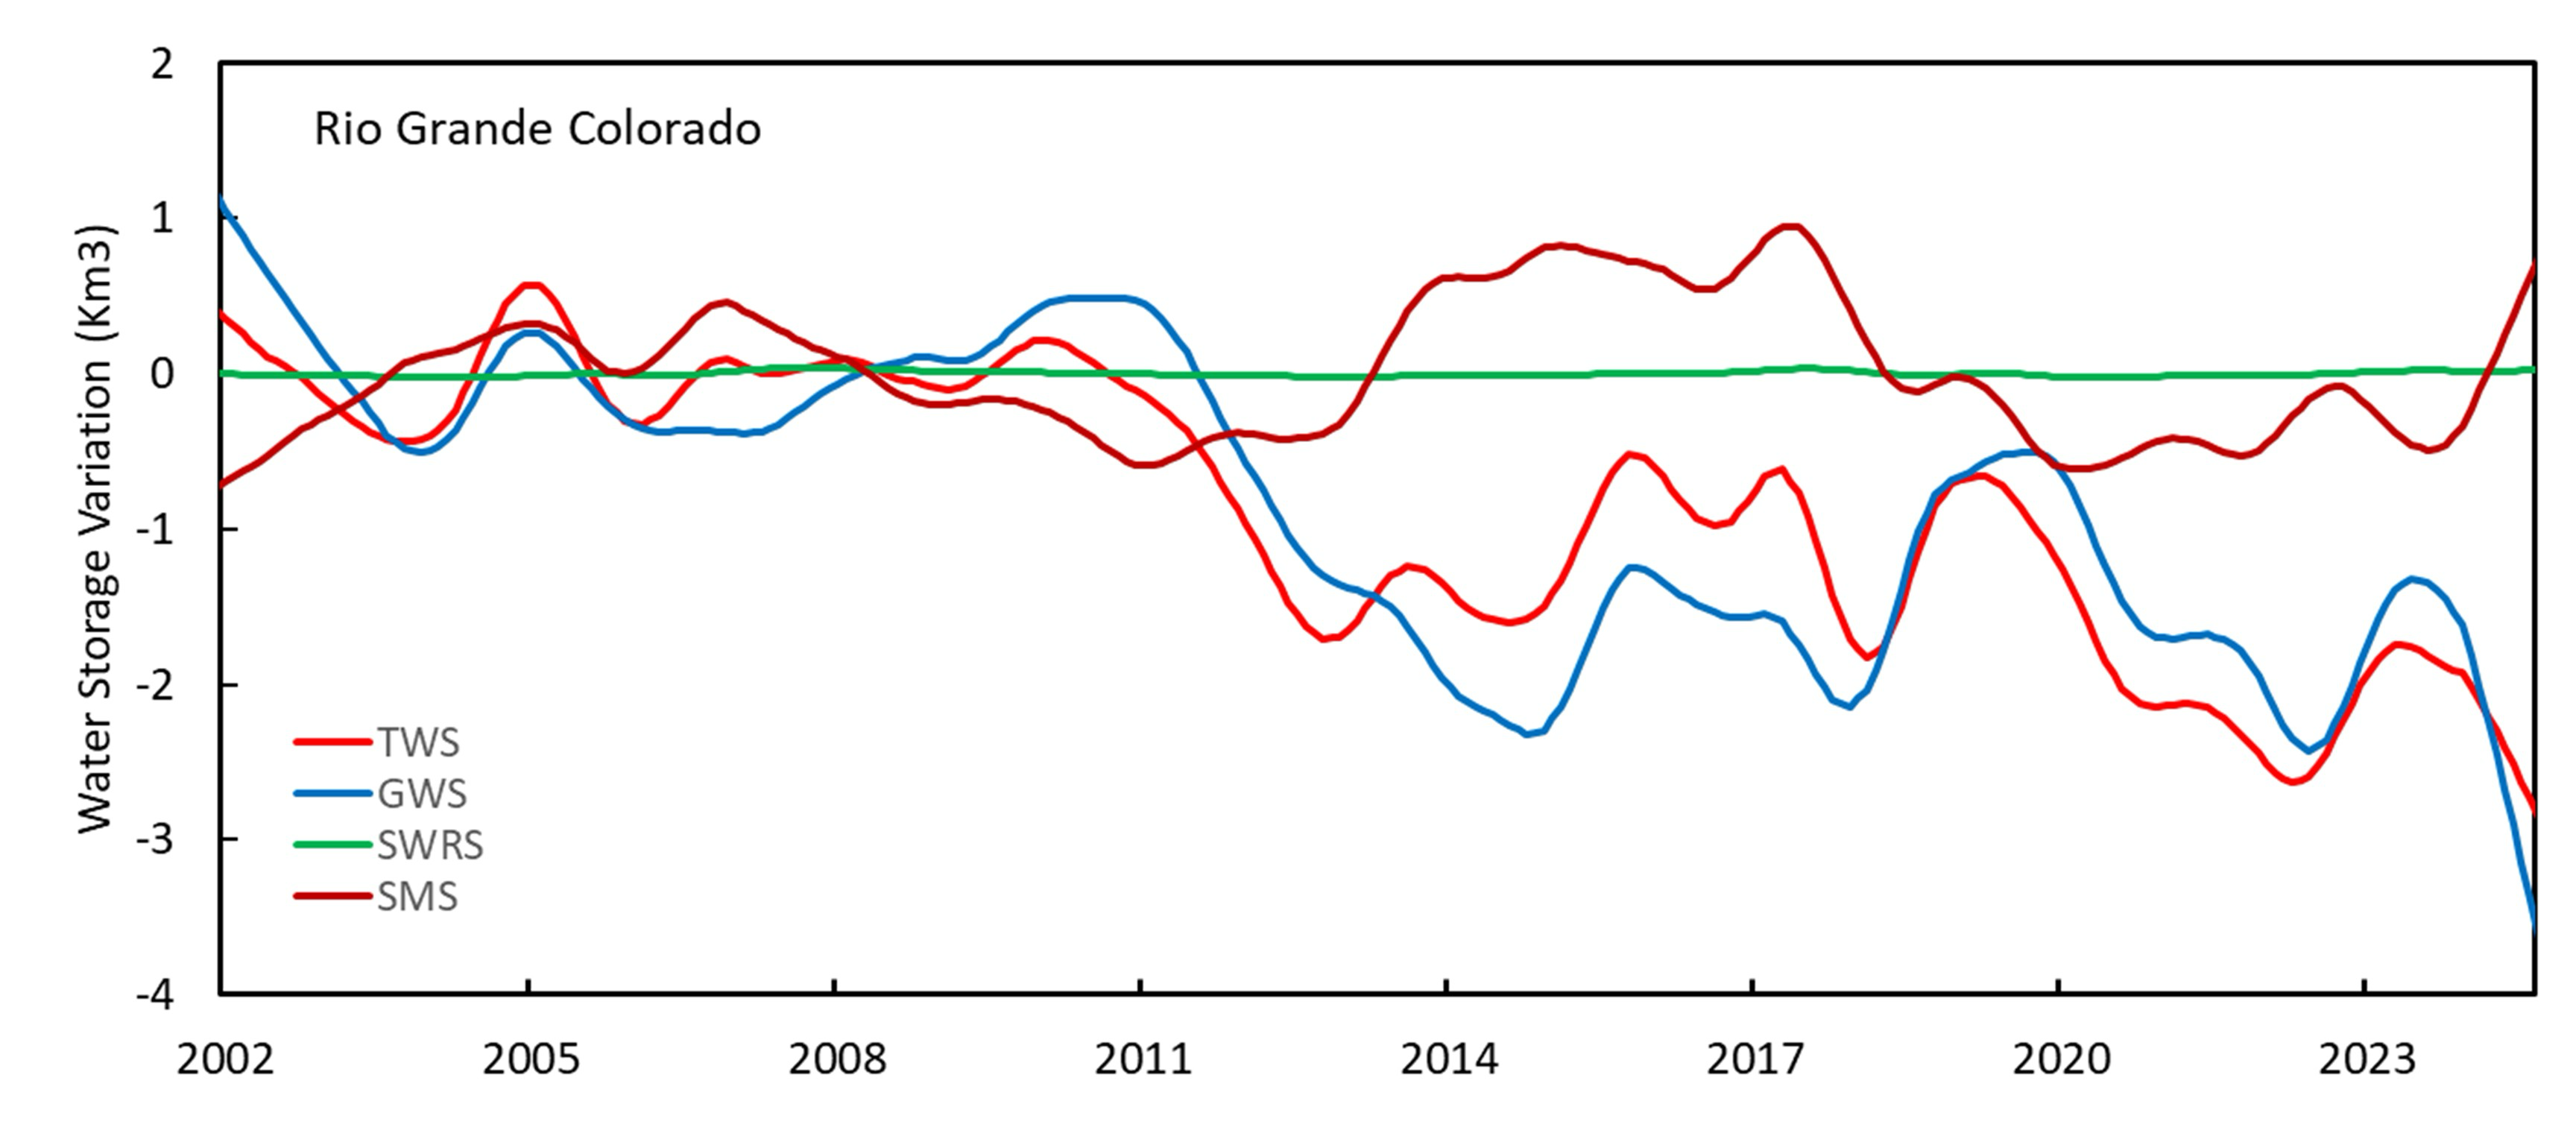 2
Rio Grande Colorado
1
0
-1
-2
-3
-4
Water Storage Variation (Km3)
TWS
GWS
SWRS
SMS
2002 2005 2008 2011 2014 2017 2020 2023